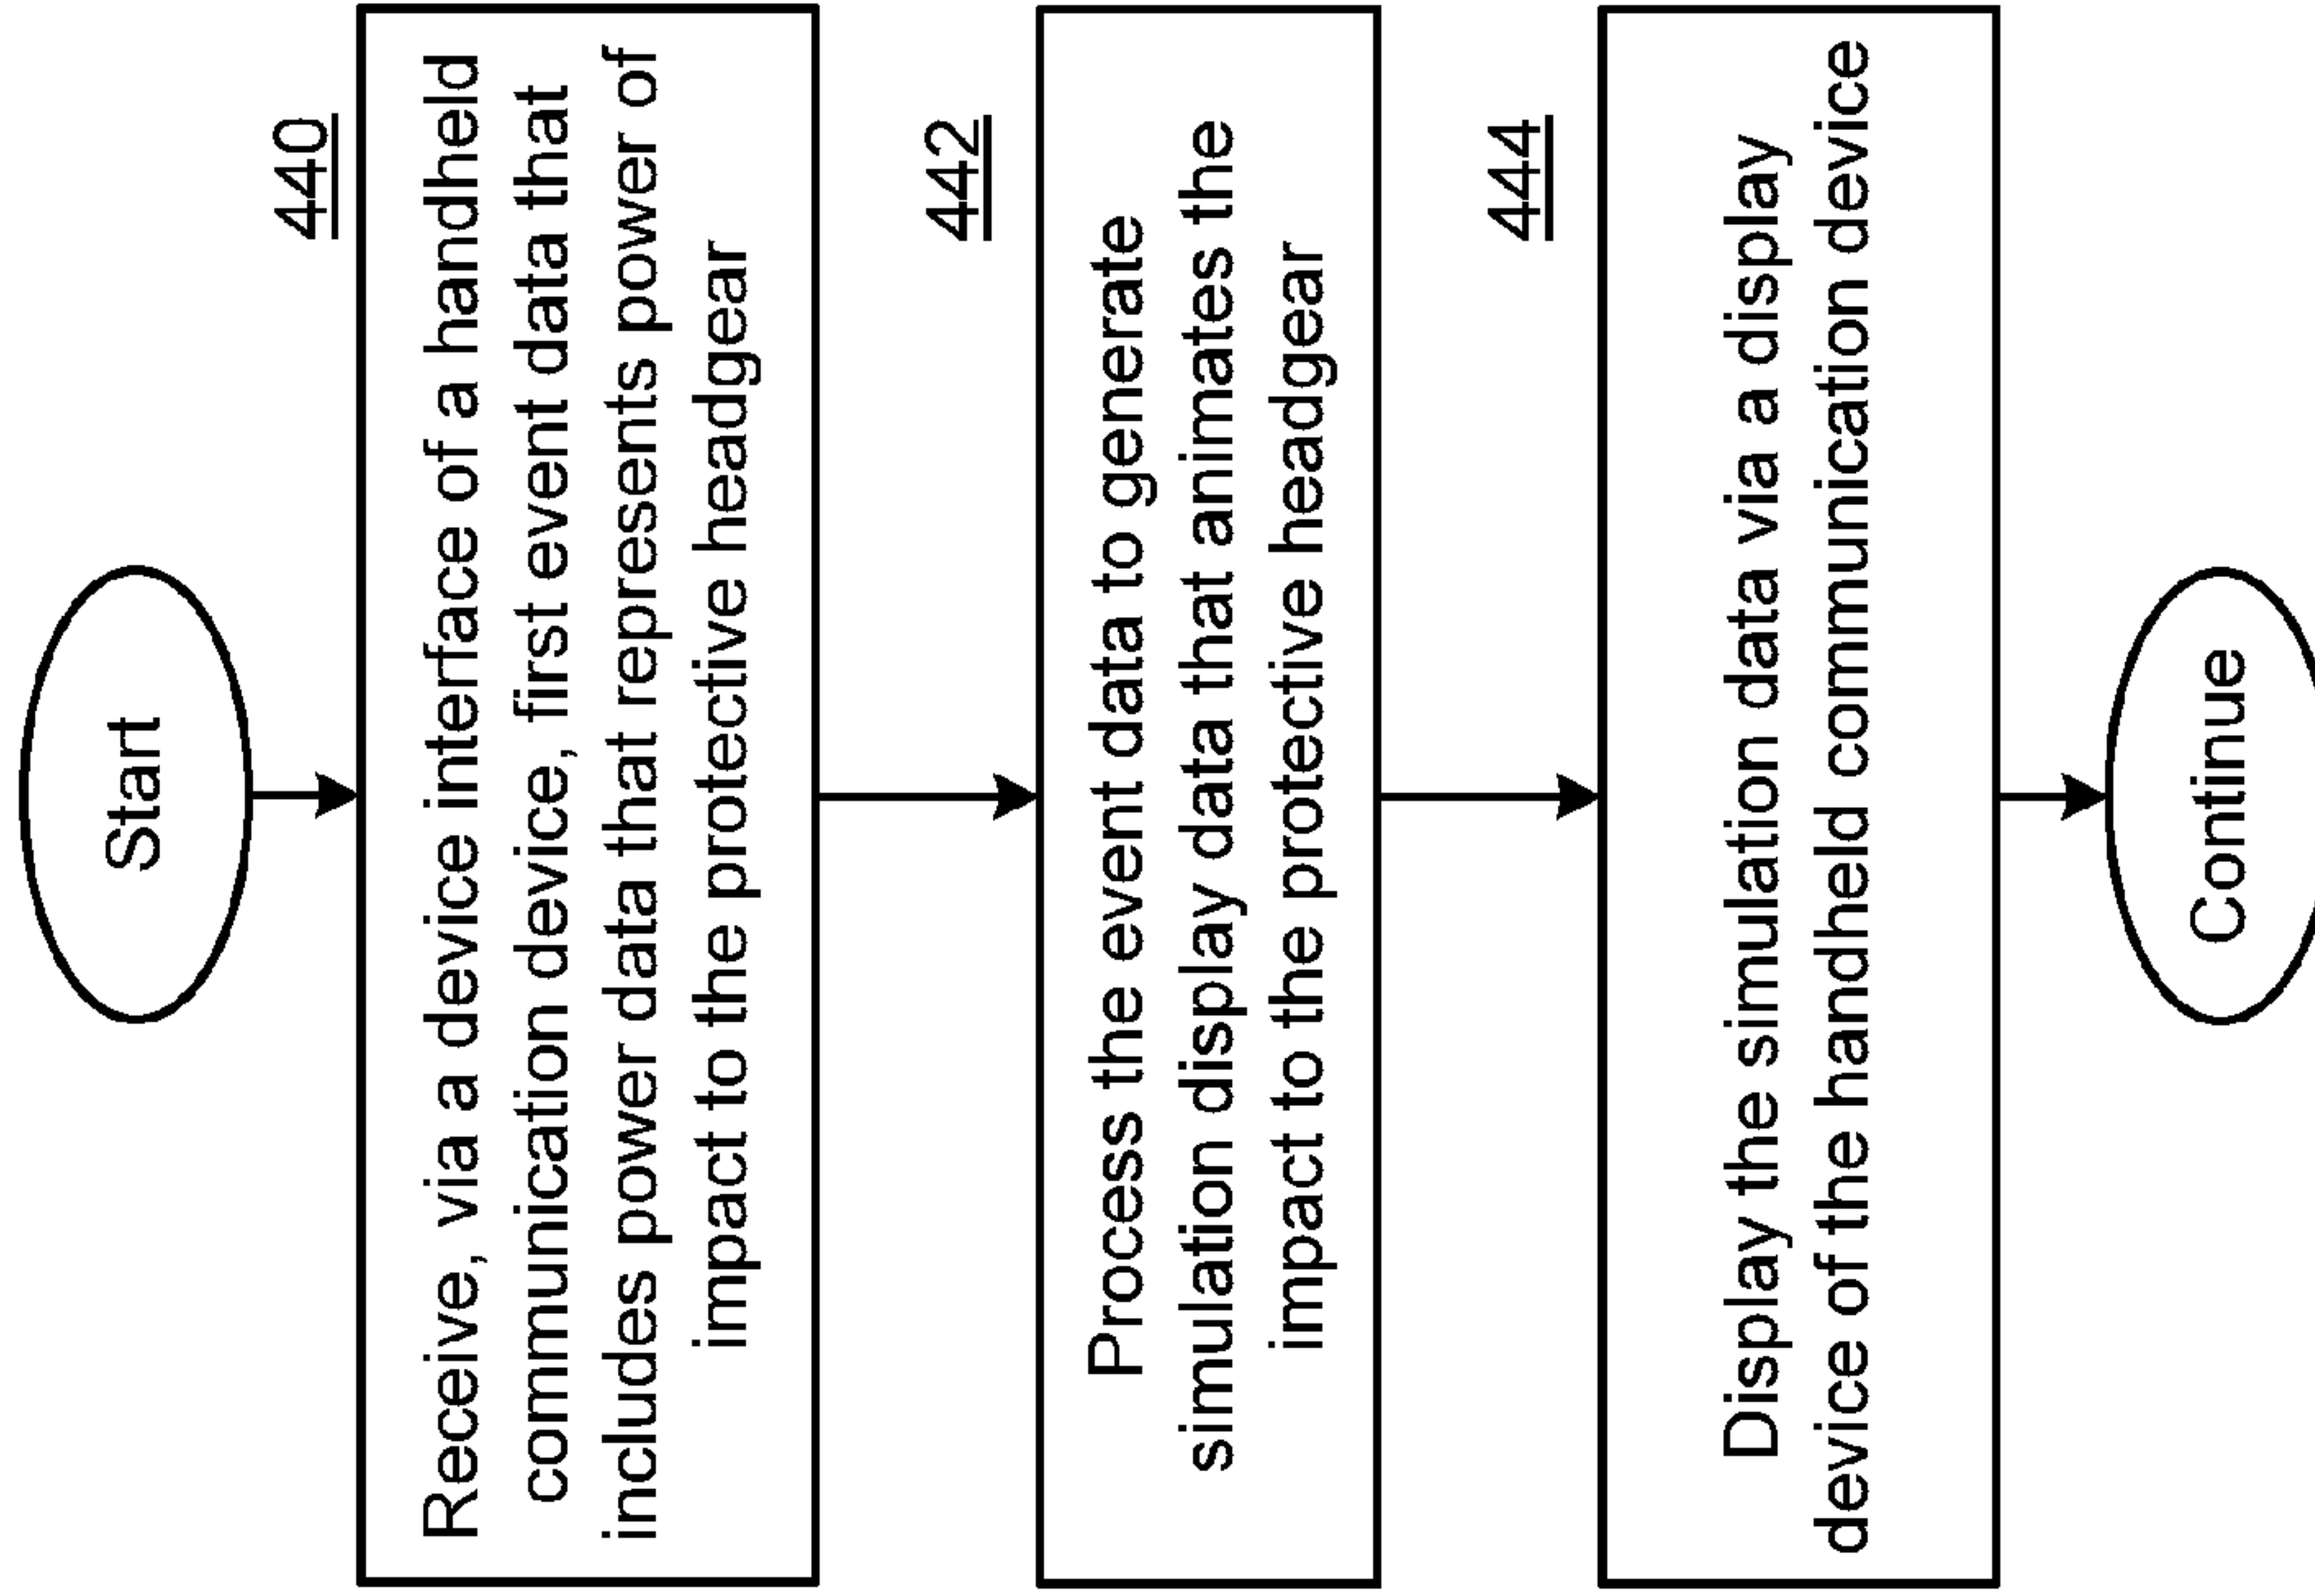 Start
440
Receive, via a device interface of a handheld
communication device, first event data that
includes power data that represents power of
impact to the protective headgear
442
Process the event data to generate
simulation display data that animates the
impact to the protective headgear
444
Display the simulation data via a display
device of the handheld communication device
Continue